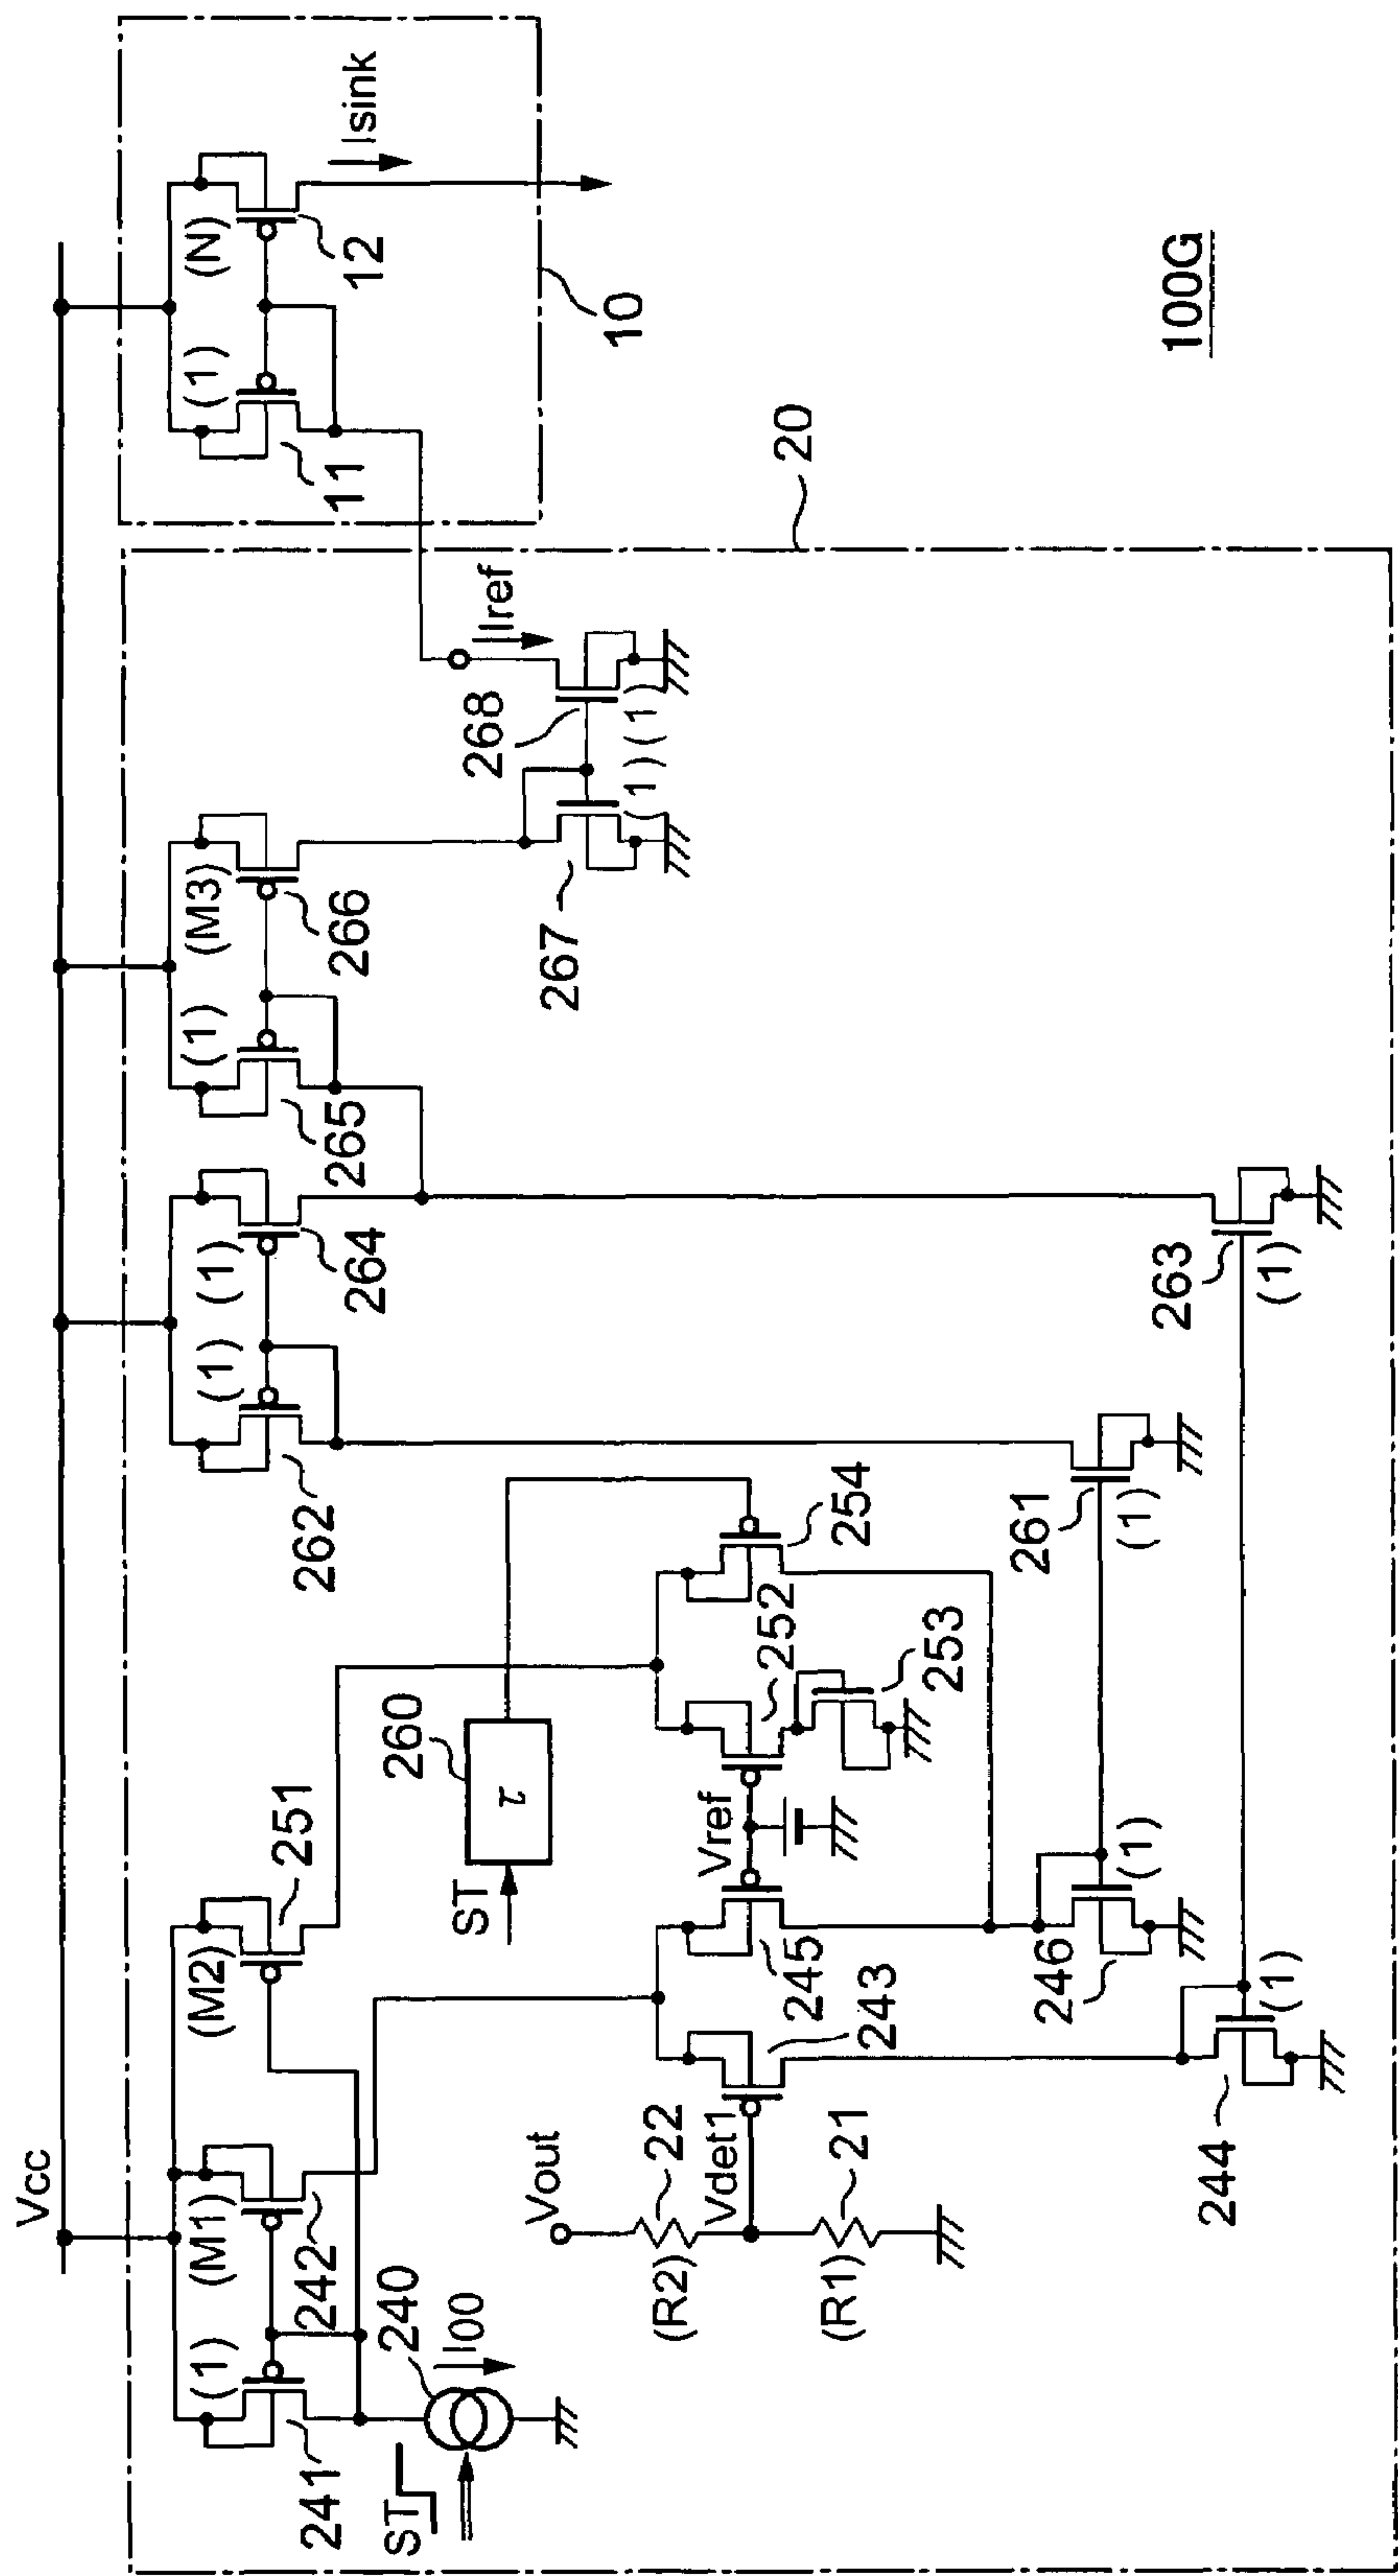 Vcc
(1)
(M1)
(M2)
241
242
251
ST
240
I00
ST
260
τ
Vout
22
(R2)
Vdet1
21
(R1)
243
245
Vref
252
253
254
244
(1)
246
(1)
261
(1)
263
(1)
262
(1)
(1)
264
265
(1)
(M3)
266
267
268
(1)
(1)
Iref
20
11
(1)
(N)
12
Isink
10
100G